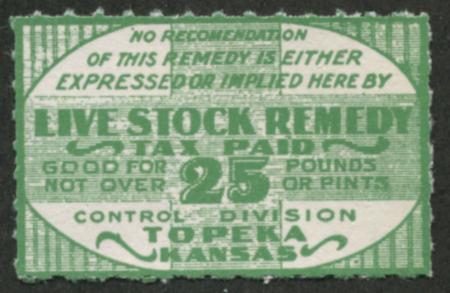 NO RECOMENDATION
OF THIS REMEDY IS EITHER
EXPRESSED OR IMPLIED HERE BY
LIVE STOCK REMEDY
TAX PAID
GOOD FOR 25 POUNDS
NOT OVER OR PINTS
CONTROL DIVISION
TOPEKA
KANSAS